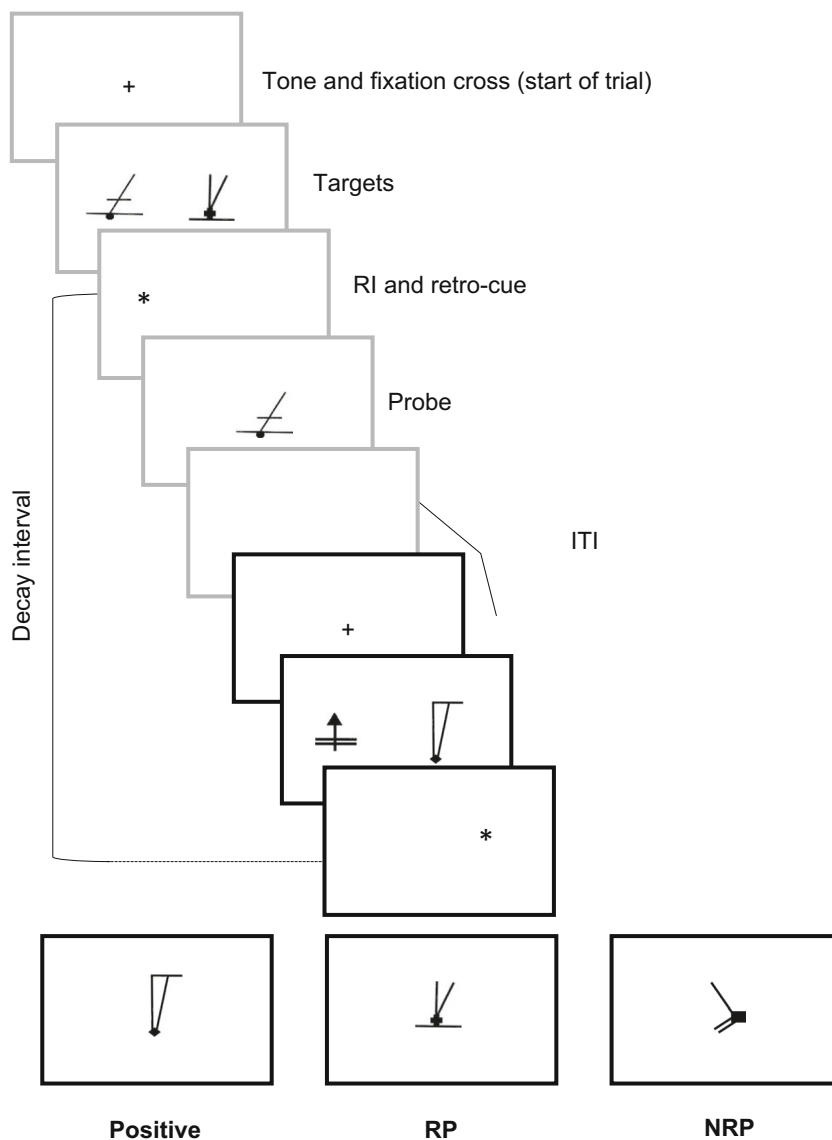 +
Tone and fixation cross (start of trial)
Targets
RI and retro-cue
*
Probe
ITI
Decay interval
+
*
Positive
RP
NRP